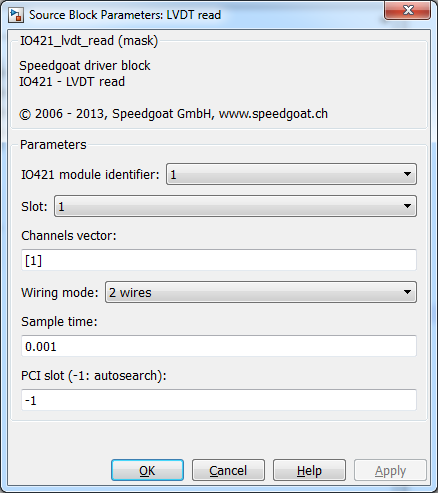 Source Block Parameters: LVDT read
IO421_lvdt_read (mask)
Speedgoat driver block
IO421 - LVDT read
© 2006 - 2013, Speedgoat GmbH, www.speedgoat.ch
Parameters
IO421 module identifier: 1
Slot: 1
Channels vector:
[1]
Wiring mode: 2 wires
Sample time:
0.001
PCI slot (-1: autosearch):
-1
OK Cancel Help Apply